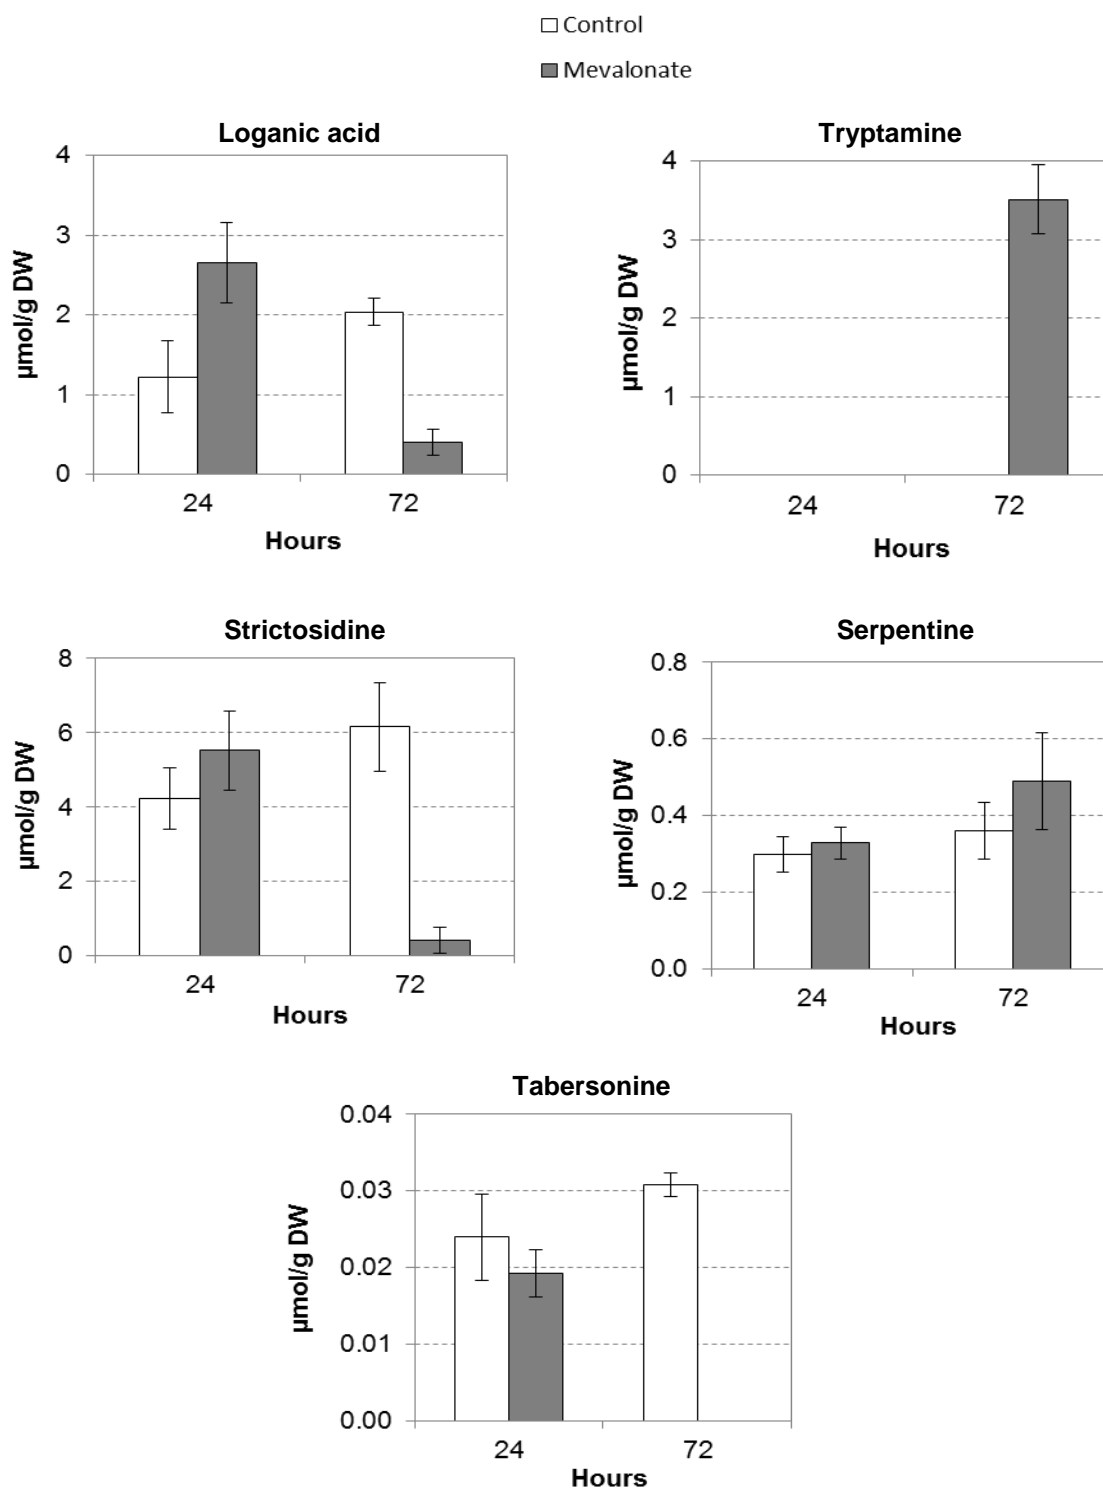 Control
Mevalonate
Loganic acid
4
3
2
1
0
µmol/g DW
24 72
Hours
Tryptamine
4
3
2
1
0
µmol/g DW
24 72
Hours
Strictosidine
8
6
4
2
0
µmol/g DW
24 72
Hours
Serpentine
0.8
0.6
0.4
0.2
0.0
µmol/g DW
24 72
Hours
Tabersonine
0.04
0.03
0.02
0.01
0.00
µmol/g DW
24 72
Hours